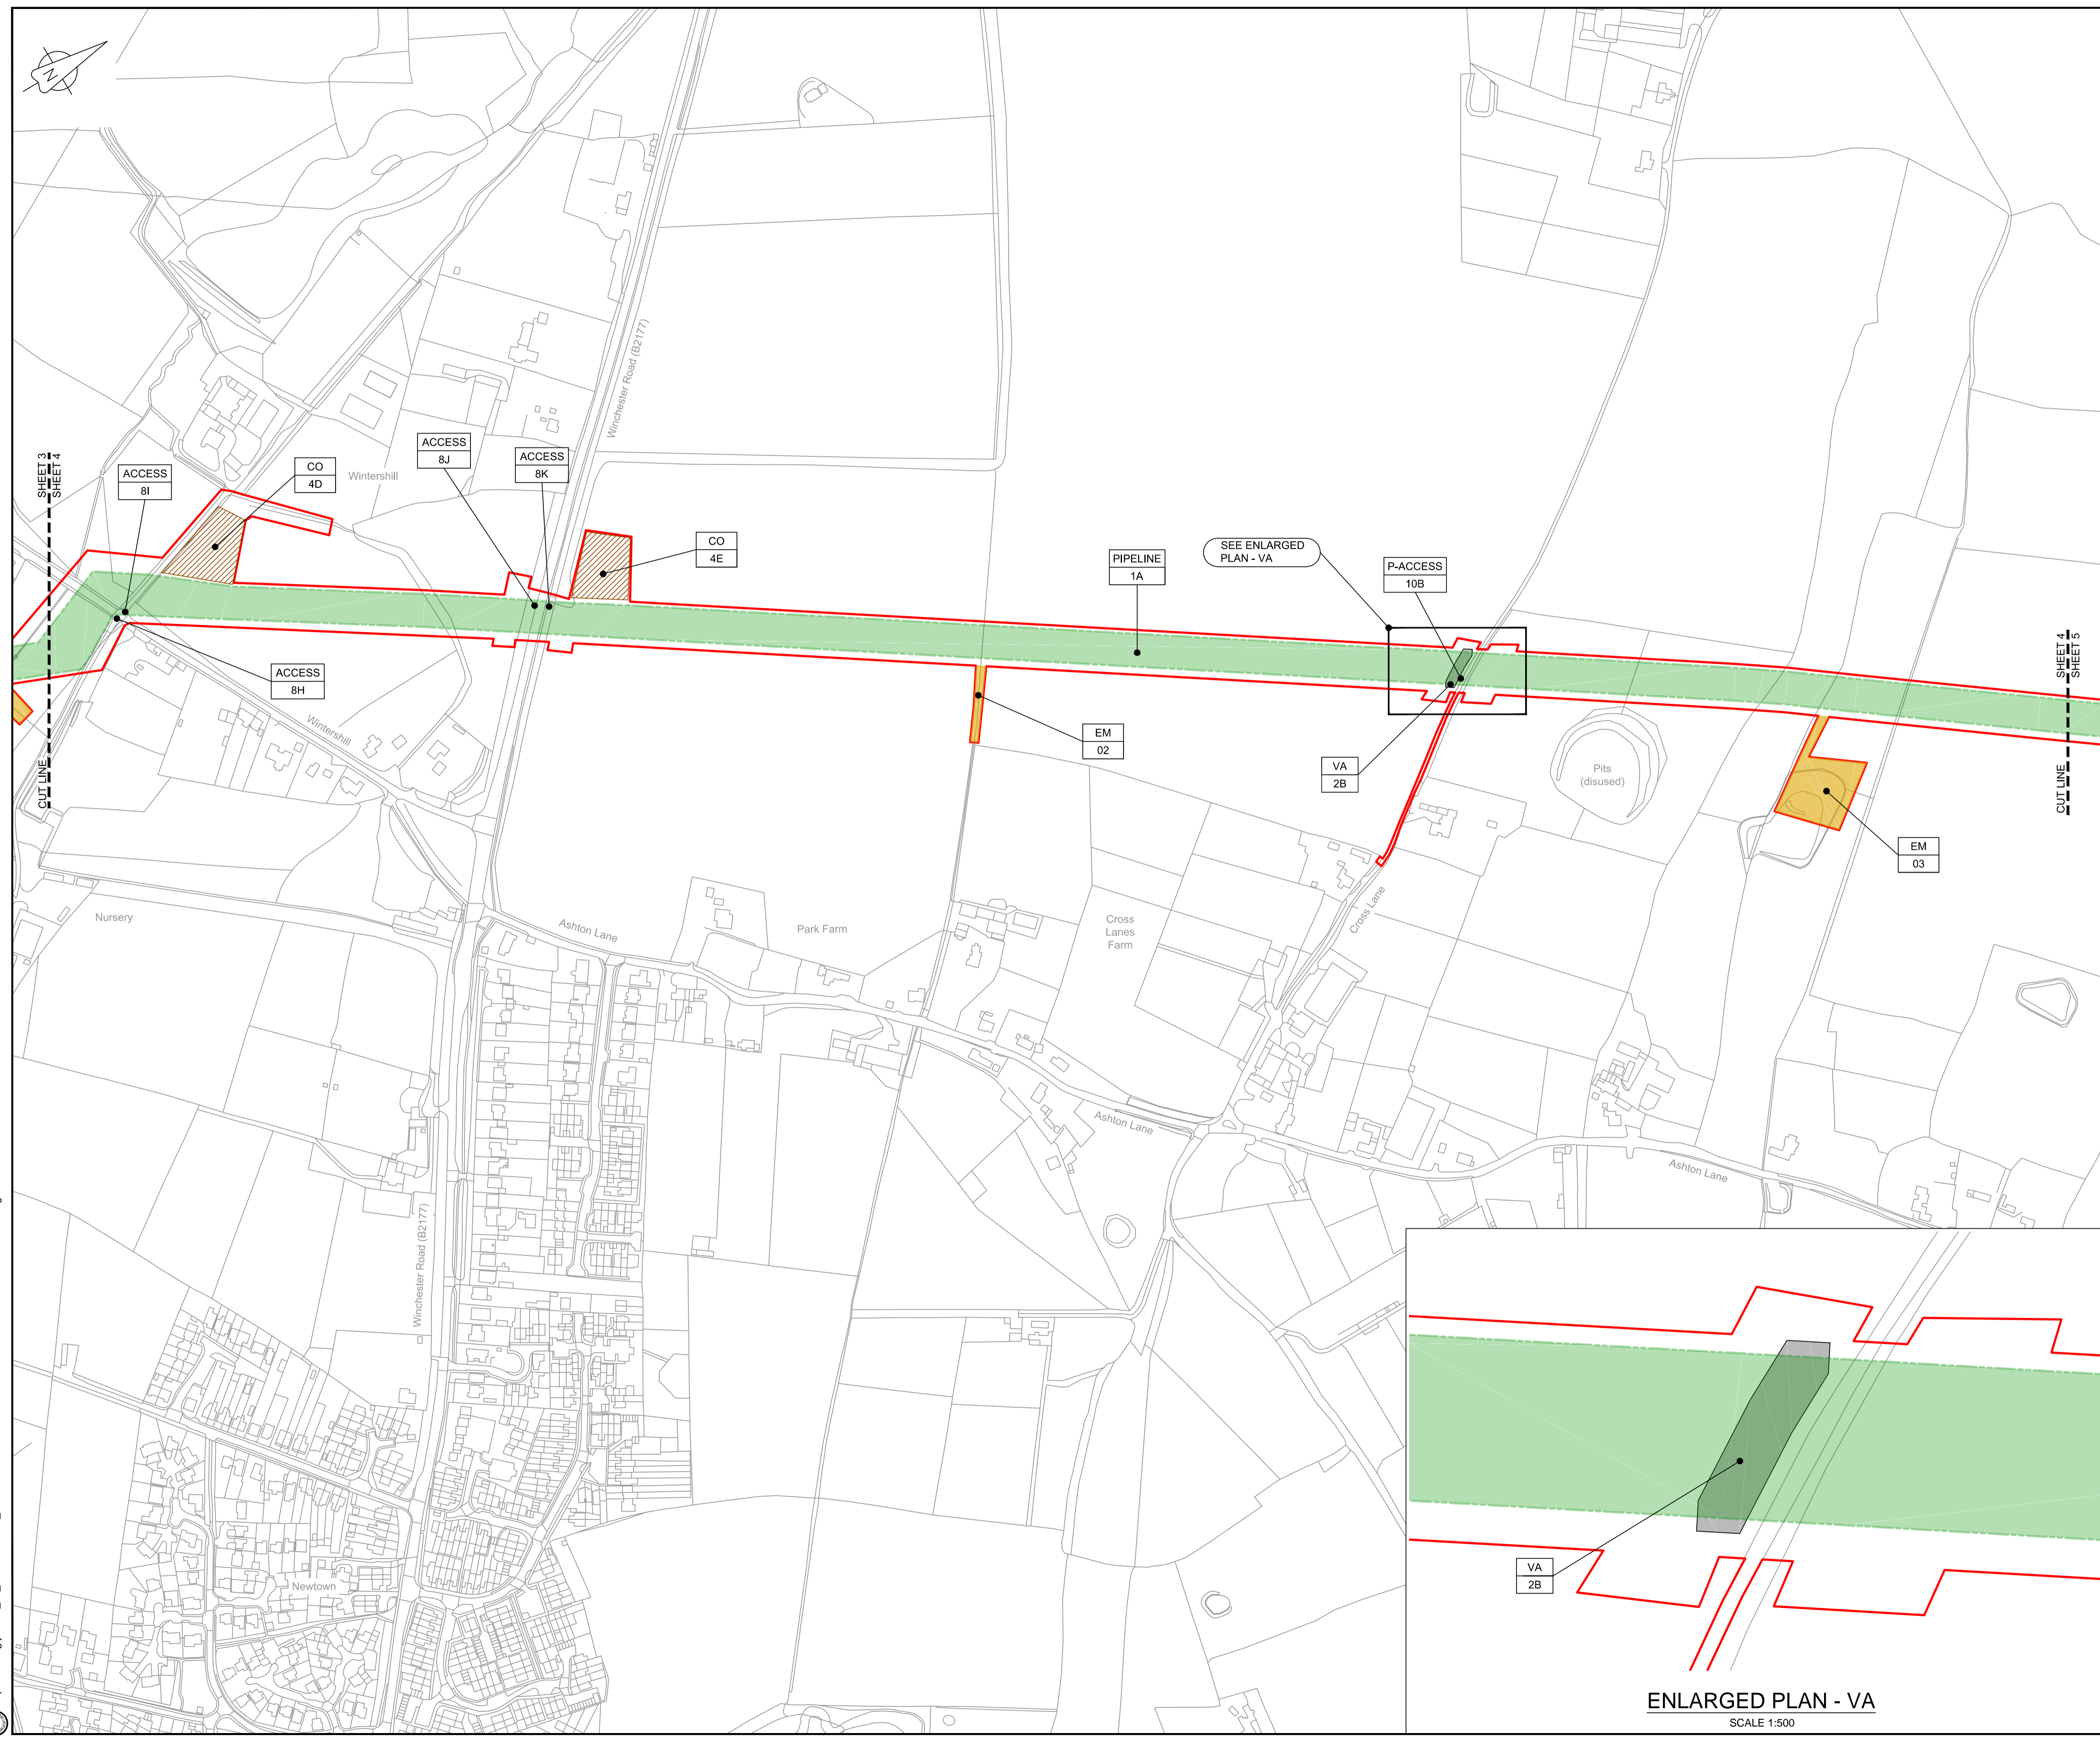 N
Winchester Road (B2177)
SHEET 3
SHEET 4
ACCESS
8I
CO
4D
Wintershill
ACCESS
8J
ACCESS
8K
CO
4E
PIPELINE
1A
SEE ENLARGED
PLAN - VA
P-ACCESS
10B
SHEET 4
SHEET 5
ACCESS
8H
Wintershill
CUT LINE
EM
02
VA
2B
Pits
(disused)
CUT LINE
EM
03
Nursery
Ashton Lane
Park Farm
Cross
Lanes
Farm
Cross Lane
Ashton Lane
Ashton Lane
Winchester Road (B2177)
Newtown
VA
2B
ENLARGED PLAN - VA
SCALE 1:500